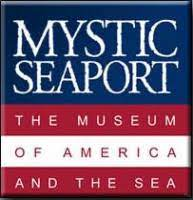 MYSTIC
SEAPORT
THE MUSEUM
OF AMERICA
AND THE SEA